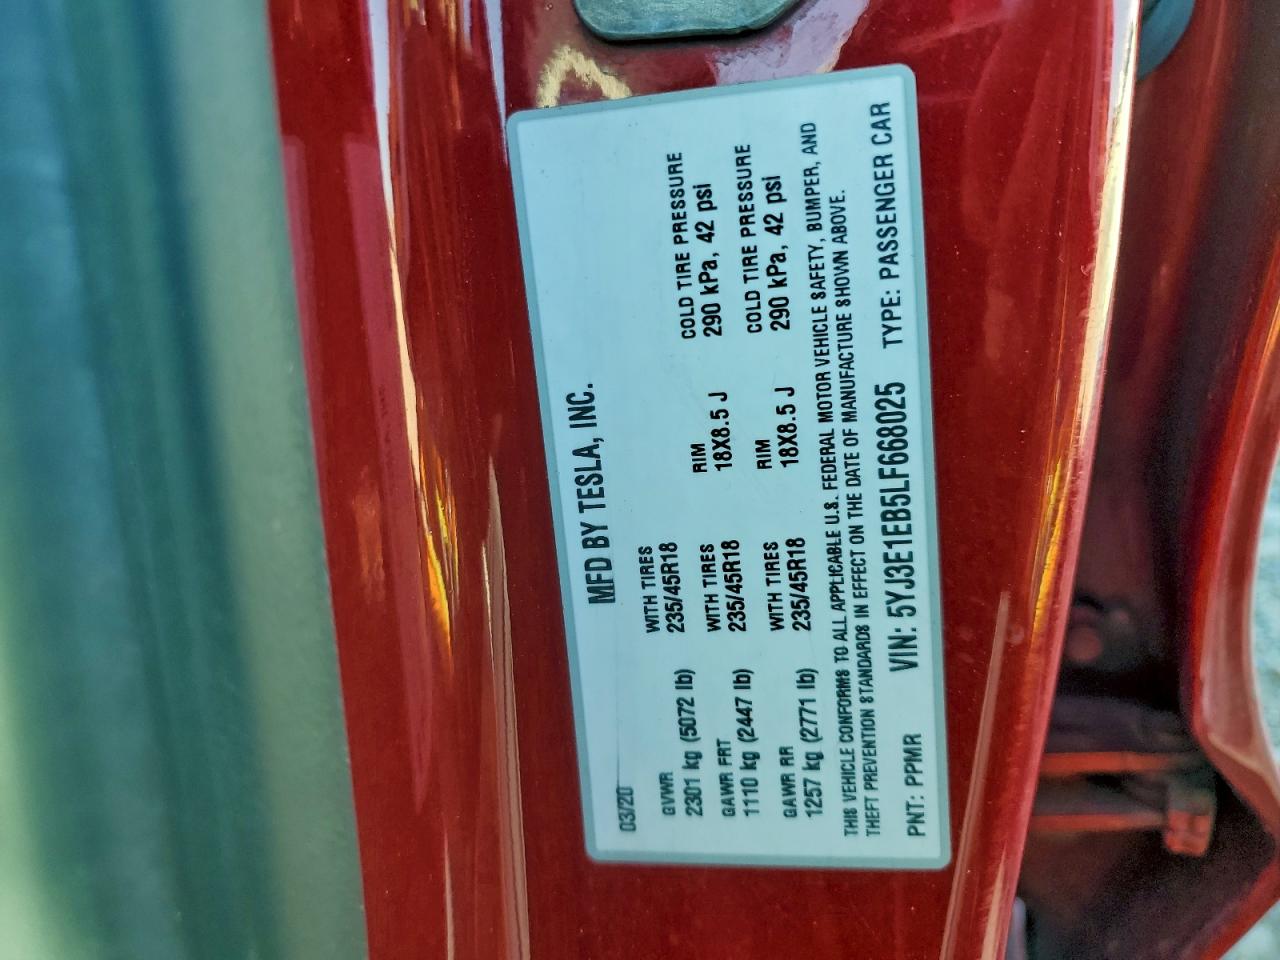 MFD BY TESLA, INC.
03/20
GVWR WITH TIRES
2301 kg (5072 lb) 235/45R18
GAWR FRT WITH TIRES RIM COLD TIRE PRESSURE
1110 kg (2447 lb) 235/45R18 18X8.5 J 290 kPa, 42 psi
GAWR RR WITH TIRES RIM COLD TIRE PRESSURE
1257 kg (2771 lb) 235/45R18 18X8.5 J 290 kPa, 42 psi
THIS VEHICLE CONFORMS TO ALL APPLICABLE U.S. FEDERAL MOTOR VEHICLE SAFETY, BUMPER, AND
THEFT PREVENTION STANDARDS IN EFFECT ON THE DATE OF MANUFACTURE SHOWN ABOVE.
PNT: PPMR VIN: 5YJ3E1EB5LF668025 TYPE: PASSENGER CAR